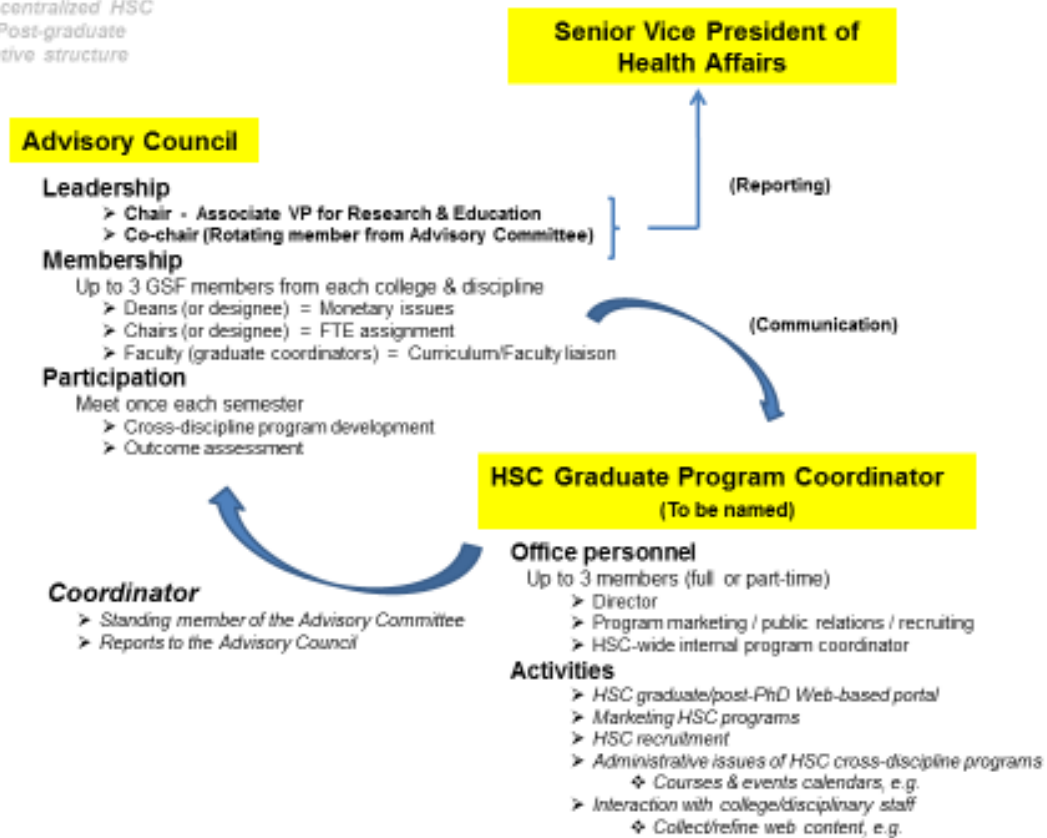 centralized HSC
Post-graduate
tive structure
Senior Vice President of
Health Affairs
Advisory Council
Leadership
➢ Chair - Associate VP for Research & Education
➢ Co-chair (Rotating member from Advisory Committee)
(Reporting)
Membership
Up to 3 GSF members from each college & discipline
➢ Deans (or designee) = Monetary issues
➢ Chairs (or designee) = FTE assignment
➢ Faculty (graduate coordinators) = Curriculum/Faculty liaison
(Communication)
Participation
Meet once each semester
➢ Cross-discipline program development
➢ Outcome assessment
HSC Graduate Program Coordinator
(To be named)
Coordinator
➢ Standing member of the Advisory Committee
➢ Reports to the Advisory Council
Office personnel
Up to 3 members (full or part-time)
➢ Director
➢ Program marketing / public relations / recruiting
➢ HSC-wide internal program coordinator
Activities
➢ HSC graduate/post-PhD Web-based portal
➢ Marketing HSC programs
➢ HSC recruitment
➢ Administrative issues of HSC cross-discipline programs
❖ Courses & events calendars, e.g.
➢ Interaction with college/disciplinary staff
❖ Collect/refine web content, e.g.